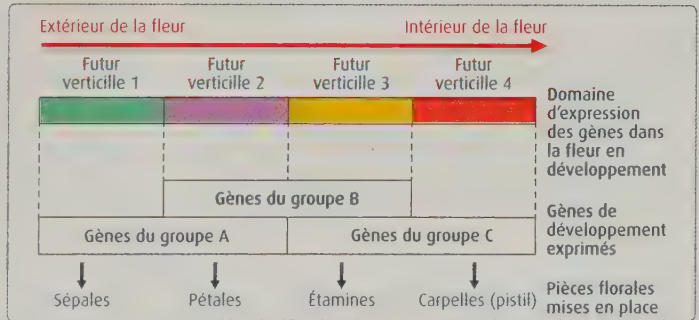 Extérieur de la fleur
Intérieur de la fleur
Futur
verticille 1
Futur
verticille 2
Futur
verticille 3
Futur
verticille 4
Domaine
d'expression
des gènes dans
la fleur en
développement
Gènes du groupe B
Gènes du groupe A
Gènes du groupe C
Gènes de
développement
exprimés
Sépales
Pétales
Étamines
Carpelles (pistil)
Pièces florales
mises en place